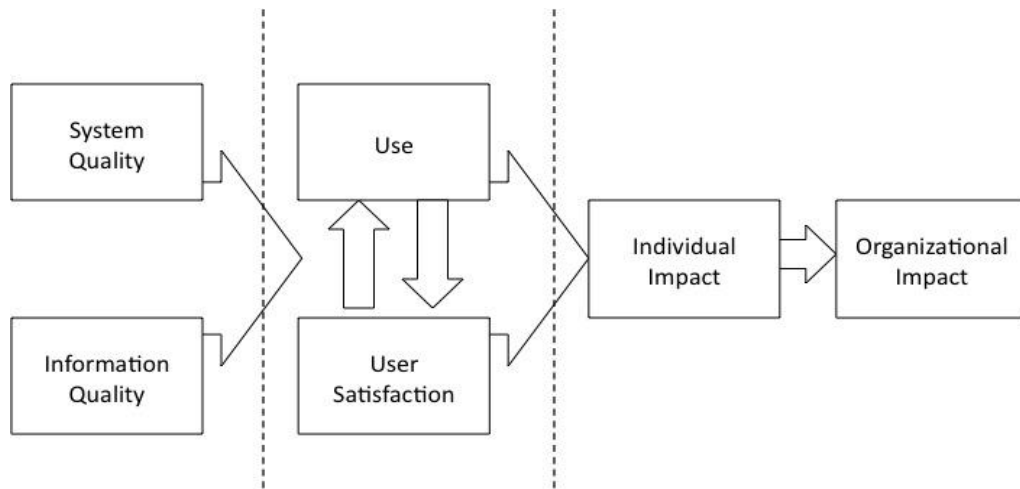 System
Quality
Use
Individual
Impact
Organizational
Impact
Information
Quality
User
Satisfaction